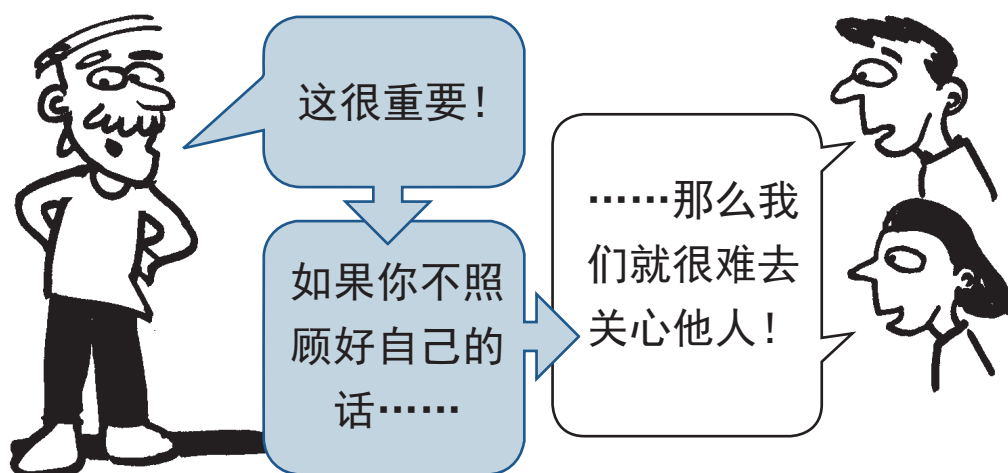 这很重要！
如果你不照
顾好自己的
话……
……那么我
们就很难去
关心他人！